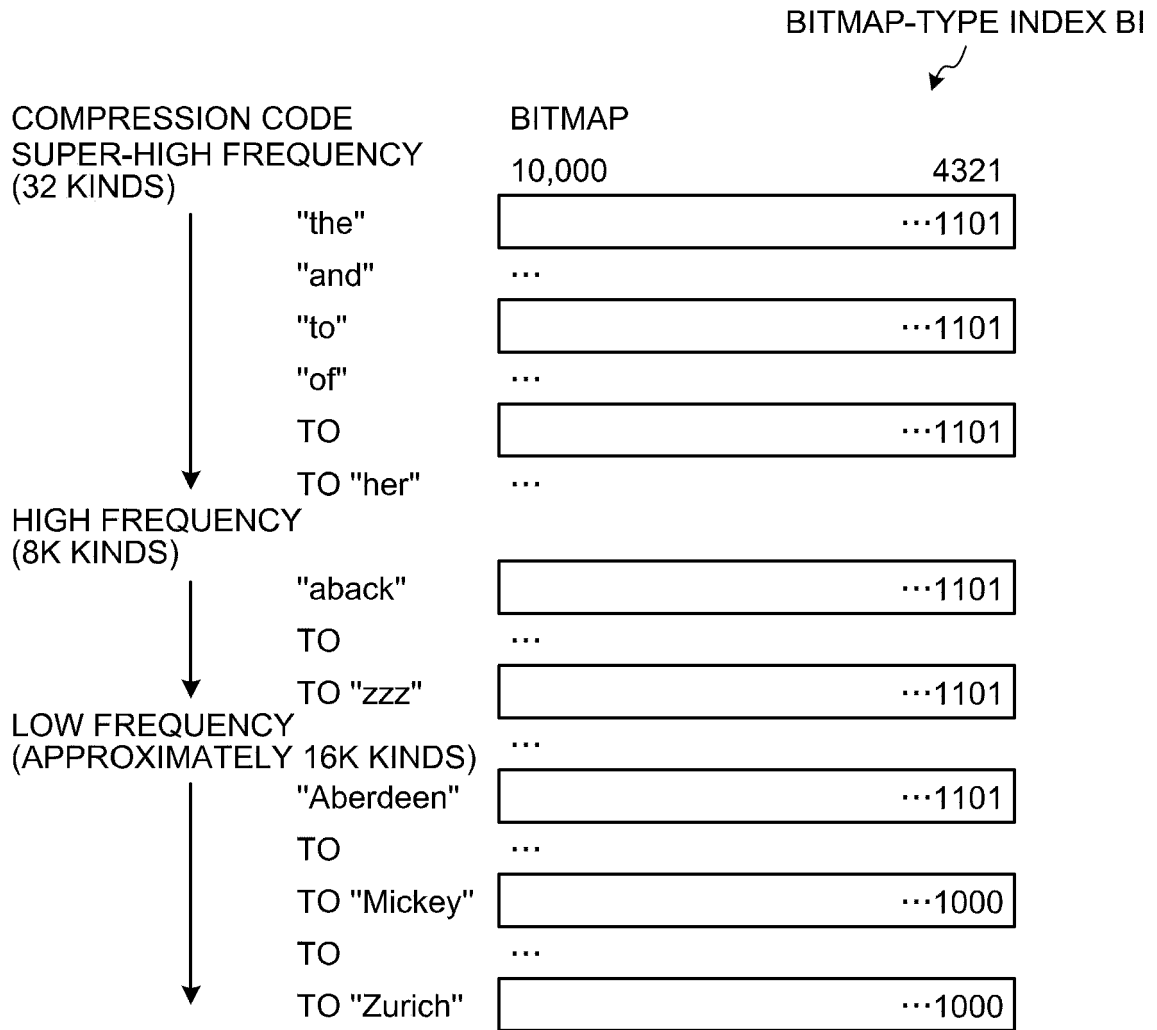 BITMAP-TYPE INDEX BI
COMPRESSION CODE BITMAP
SUPER-HIGH FREQUENCY
(32 KINDS) 10,000 4321
"the" ···1101
"and" ···
"to" ···1101
"of" ···
TO ···1101
TO "her" ···
HIGH FREQUENCY
(8K KINDS)
"aback" ···1101
TO ···
TO "zzz" ···1101
LOW FREQUENCY
(APPROXIMATELY 16K KINDS) ···
"Aberdeen" ···1101
TO ···
TO "Mickey" ···1000
TO ···
TO "Zurich" ···1000